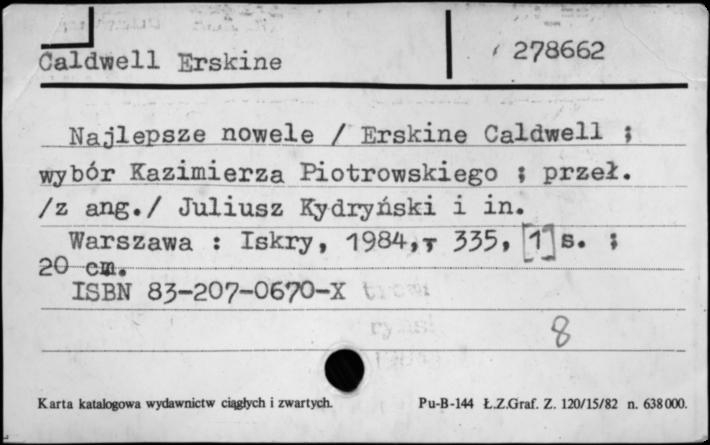 Caldwell Erskine
278662
Najlepsze nowele / Erskine Caldwell ;
wybór Kazimierza Piotrowskiego ; przeł.
/z ang./ Juliusz Kydryński i in.
Warszawa : Iskry, 1984, 335, [1] s. ;
20 cm.
ISBN 83-207-0670-X
8
Karta katalogowa wydawnictw ciągłych i zwartych. Pu-B-144 Ł.Z.Graf. Z. 120/15/82 n. 638000.